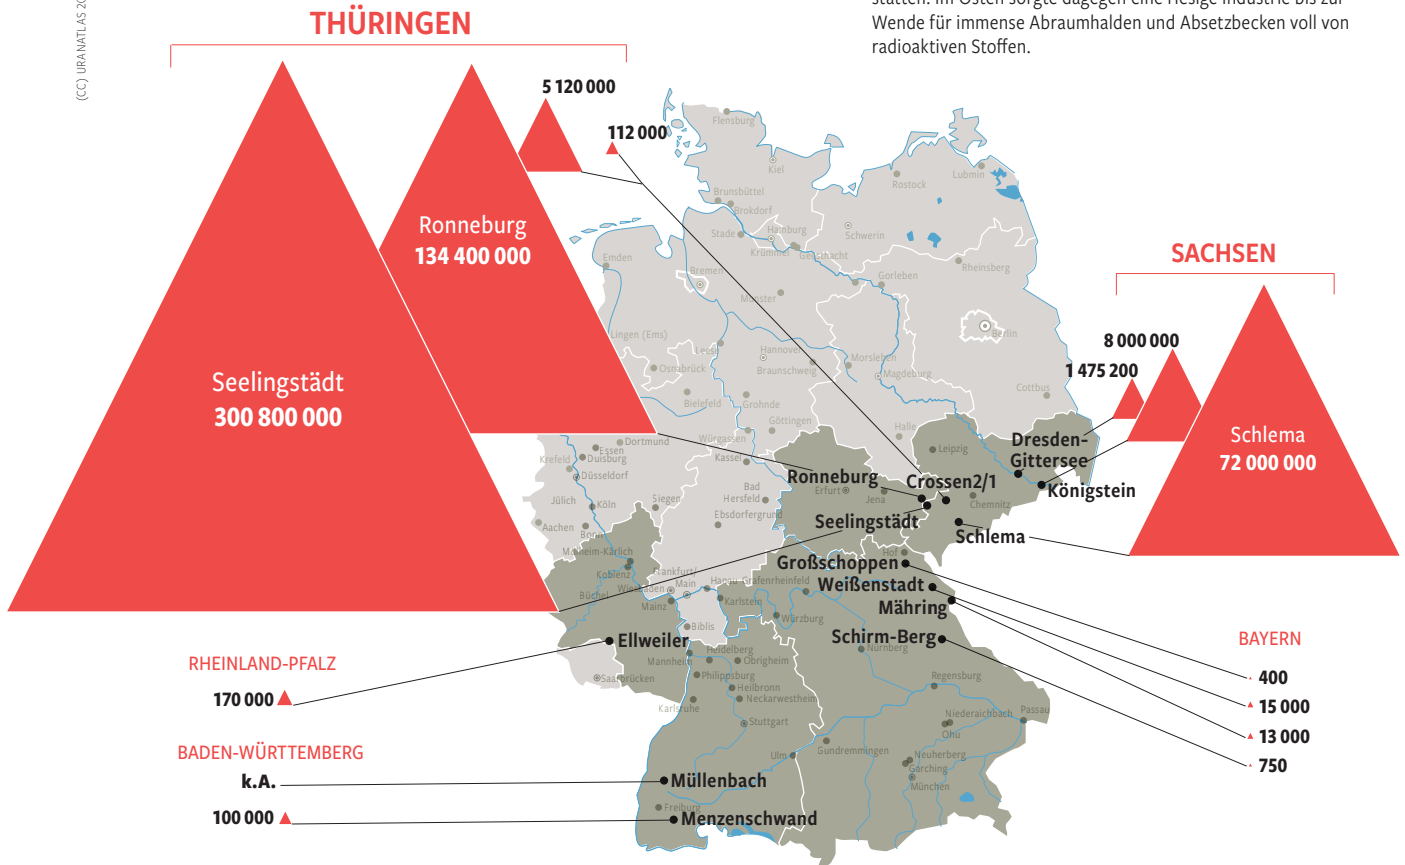 statten. Im Osten sorgte dagegen eine riesige Industrie bis zur
Wende für immense Abraumhalden und Absetzbecken voll von
radioaktiven Stoffen.
(CC) URANATLAS
THÜRINGEN
5 120 000
112 000
Ronneburg
134 400 000
Seelingstädt
300 800 000
SACHSEN
8 000 000
1 475 200
Schlema
72 000 000
Flensburg
Kiel
Rostock
Lubmin
Brunsbüttel
Brokdorf
Stade
Hamburg
Schwerin
Krümmel
Geesthacht
Emden
Bremen
Gorleben
Rheinsberg
Munster
Lingen (Ems)
Leese
Hannover
Braunschweig
Morsleben
Magdeburg
Berlin
Osnabrück
Bielefeld
Grohnde
Göttingen
Cottbus
Halle
Leipzig
Dortmund
Essen
Duisburg
Krefeld
Düsseldorf
Würgassen
Kassel
Dresden-
Gittersee
Königstein
Ronneburg
Crossen2/1
Erfurt
Jena
Chemnitz
Jülich
Köln
Siegen
Bad
Hersfeld
Ebsdorfergrund
Aachen
Bonn
Seelingstädt
Schlema
Mülheim-Kärlich
Koblenz
Büchel
Frankfurt/
Main
Wiesbaden
Mainz
Hanau
Karlstein
Grafenrheinfeld
Hof
Großschoppen
Weißenstadt
Mähring
Schirm-Berg
Biblis
Würzburg
Nürnberg
Ellweiler
Saarbrücken
Mannheim
Heidelberg
Obrigheim
Philippsburg
Heilbronn
Neckarwestheim
Karlsruhe
Stuttgart
Regensburg
Niederaichbach
Ohu
Passau
Ulm
Gundremmingen
Neuherberg
Garching
München
Müllenbach
Freiburg
Menzenschwand
RHEINLAND-PFALZ
170 000
BADEN-WÜRTTEMBERG
k.A.
100 000
BAYERN
400
15 000
13 000
750